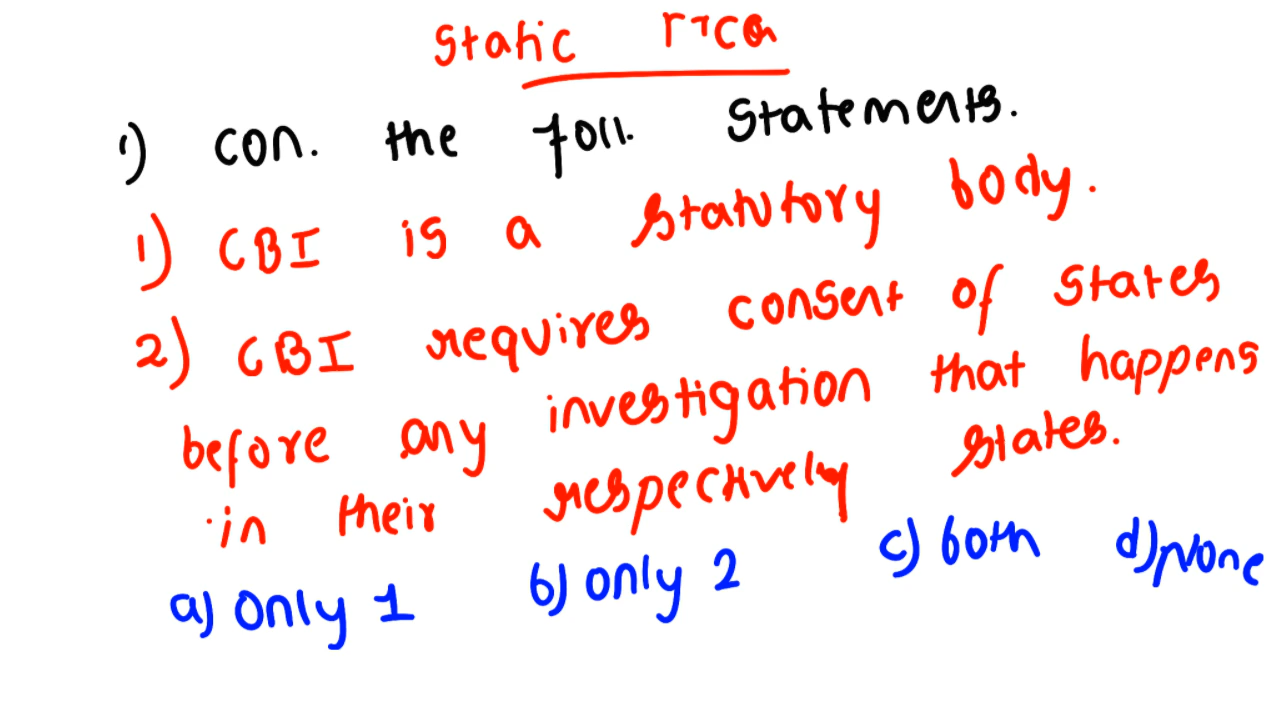 Static
1) con. the foll. Statements.
1) CBI is a statutory body.
2) CBI requires consent of states
before any investigation that happens
in their respectively states.
a) only 1 b) only 2 c) both d) None